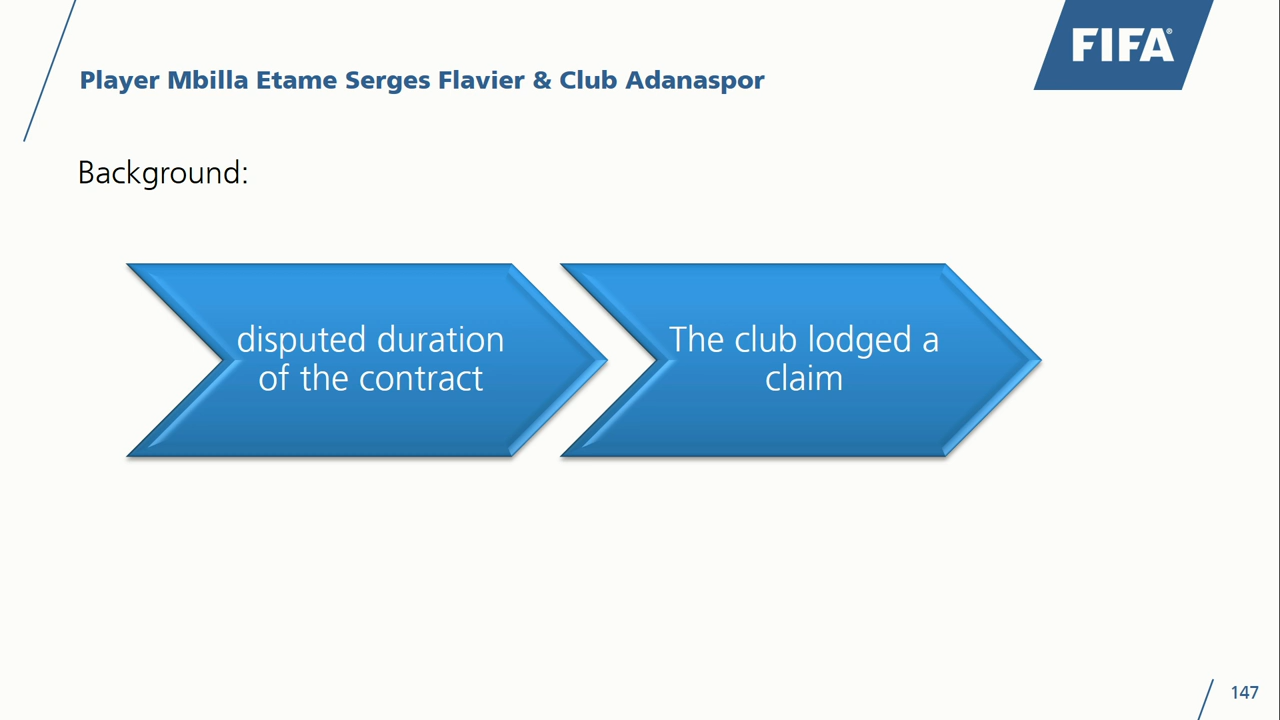 FIFA®
Player Mbilla Etame Serges Flavier & Club Adanaspor
Background:
disputed duration
of the contract
The club lodged a
claim
147